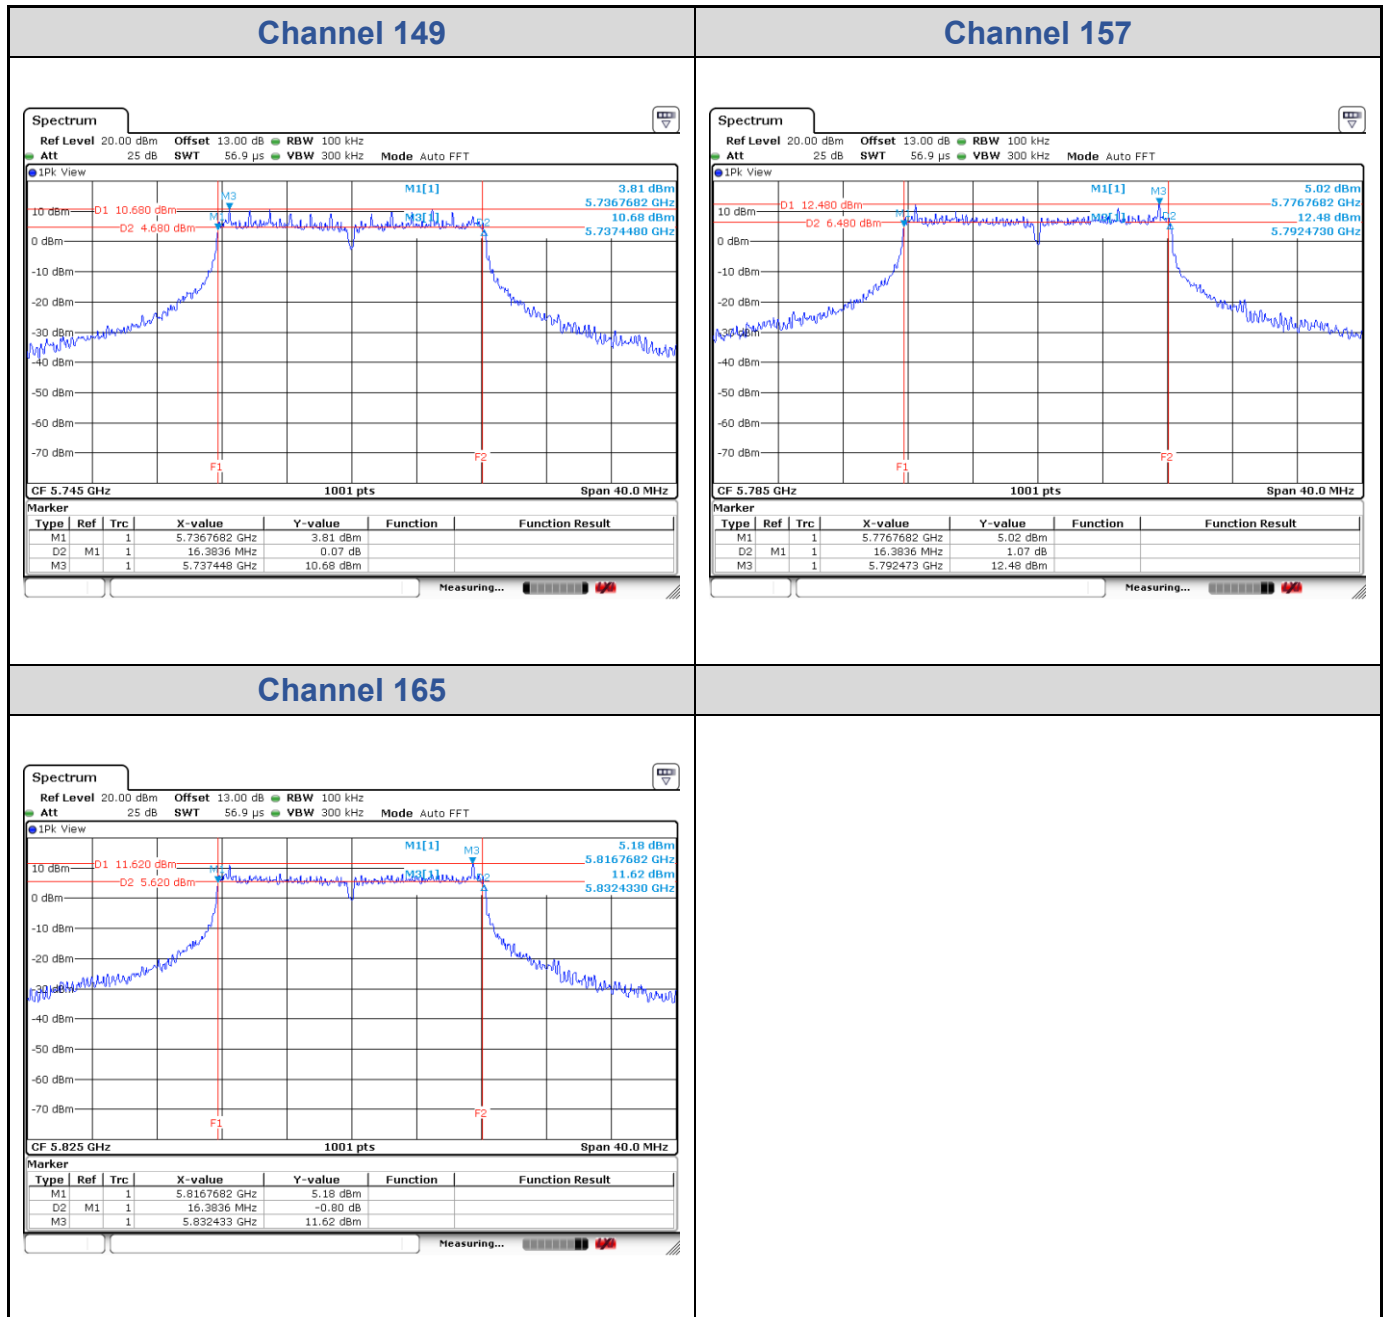 Channel 149
Spectrum
Ref Level 20.00 dBm Offset 13.00 dB RBW 100 kHz
Att 25 dB SWT 56.9 µs VBW 300 kHz Mode Auto FFT
1Pk View
M1[1] 3.81 dBm
5.7367682 GHz
M3[1] 10.68 dBm
5.7374480 GHz
M3
D1 10.680 dBm
D2 4.680 dBm
D2
10 dBm
0 dBm
-10 dBm
-20 dBm
-30 dBm
-40 dBm
-50 dBm
-60 dBm
-70 dBm
F1
F2
CF 5.745 GHz 1001 pts Span 40.0 MHz
Marker
Type Ref Trc X-value Y-value Function Function Result
M1 1 5.7367682 GHz 3.81 dBm
D2 M1 1 16.3836 MHz 0.07 dB
M3 1 5.737448 GHz 10.68 dBm
Measuring...
Channel 157
Spectrum
Ref Level 20.00 dBm Offset 13.00 dB RBW 100 kHz
Att 25 dB SWT 56.9 µs VBW 300 kHz Mode Auto FFT
1Pk View
M1[1] 5.02 dBm
5.7767682 GHz
M3[1] 12.48 dBm
5.7924730 GHz
M3
D1 12.480 dBm
D2 6.480 dBm
D2
10 dBm
0 dBm
-10 dBm
-20 dBm
-30 dBm
-40 dBm
-50 dBm
-60 dBm
-70 dBm
F1
F2
CF 5.785 GHz 1001 pts Span 40.0 MHz
Marker
Type Ref Trc X-value Y-value Function Function Result
M1 1 5.7767682 GHz 5.02 dBm
D2 M1 1 16.3836 MHz 1.07 dB
M3 1 5.792473 GHz 12.48 dBm
Measuring...
Channel 165
Spectrum
Ref Level 20.00 dBm Offset 13.00 dB RBW 100 kHz
Att 25 dB SWT 56.9 µs VBW 300 kHz Mode Auto FFT
1Pk View
M1[1] 5.18 dBm
5.8167682 GHz
M3[1] 11.62 dBm
5.8324330 GHz
M3
D1 11.620 dBm
D2 5.620 dBm
D2
10 dBm
0 dBm
-10 dBm
-20 dBm
-30 dBm
-40 dBm
-50 dBm
-60 dBm
-70 dBm
F1
F2
CF 5.825 GHz 1001 pts Span 40.0 MHz
Marker
Type Ref Trc X-value Y-value Function Function Result
M1 1 5.8167682 GHz 5.18 dBm
D2 M1 1 16.3836 MHz -0.80 dB
M3 1 5.832433 GHz 11.62 dBm
Measuring...